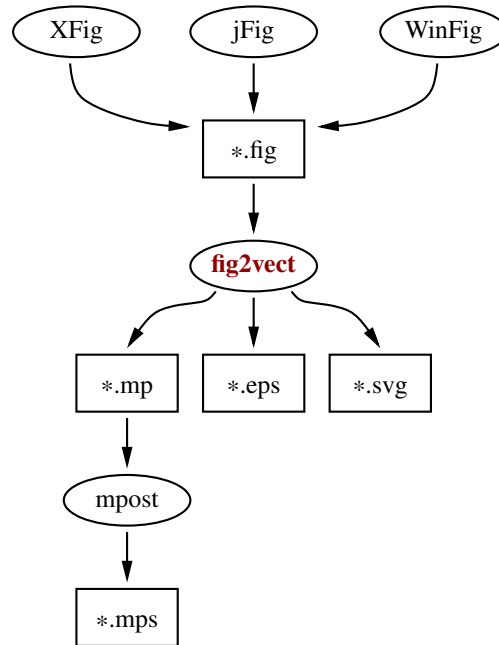 XFig
jFig
WinFig
*.fig
fig2vect
*.mp
*.eps
*.svg
mpost
*.mps